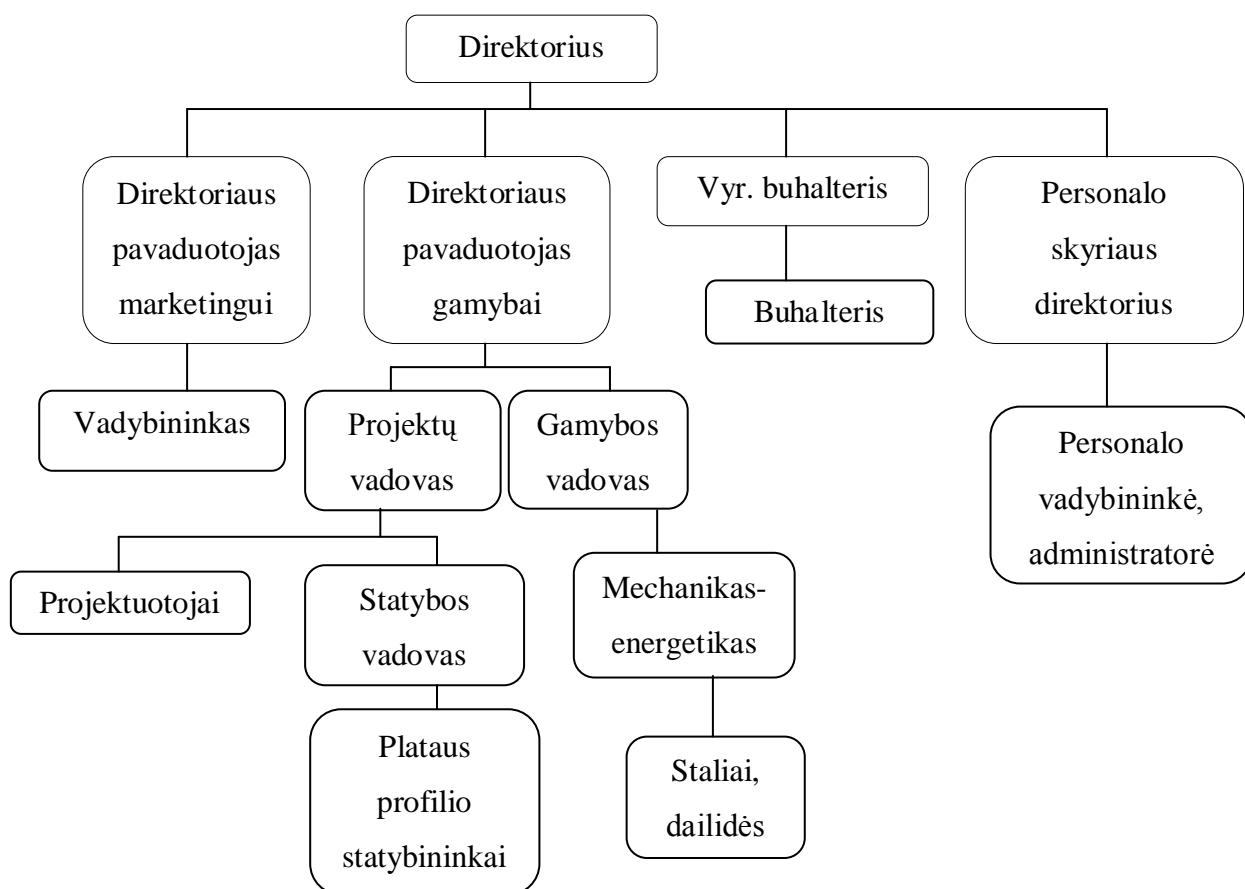 Direktorius
Direktoriaus
pavaduotojas
marketingui
Direktoriaus
pavaduotojas
gamybai
Vyr. buhalteris
Personalo
skyriaus
direktorius
Buhalteris
Vadybininkas
Projektų
vadovas
Gamybos
vadovas
Personalo
vadybininkė,
administratorė
Projektuotojai
Statybos
vadovas
Mechanikas-
energetikas
Plataus
profilio
statybininkai
Staliai,
dailidės